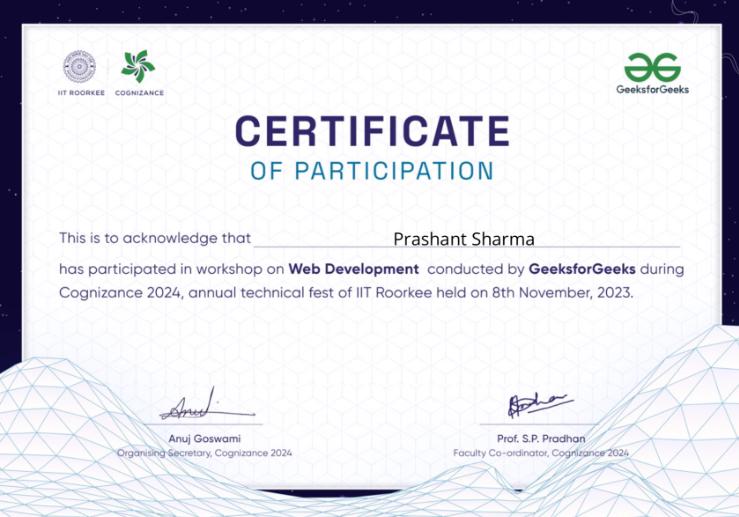 IIT ROORKEE
COGNIZANCE
GeeksforGeeks
CERTIFICATE
OF PARTICIPATION
This is to acknowledge that Prashant Sharma
has participated in workshop on Web Development conducted by GeeksforGeeks during
Cognizance 2024, annual technical fest of IIT Roorkee held on 8th November, 2023.
Anuj Goswami
Organising Secretary, Cognizance 2024
Prof. S.P. Pradhan
Faculty Co-ordinator, Cognizance 2024